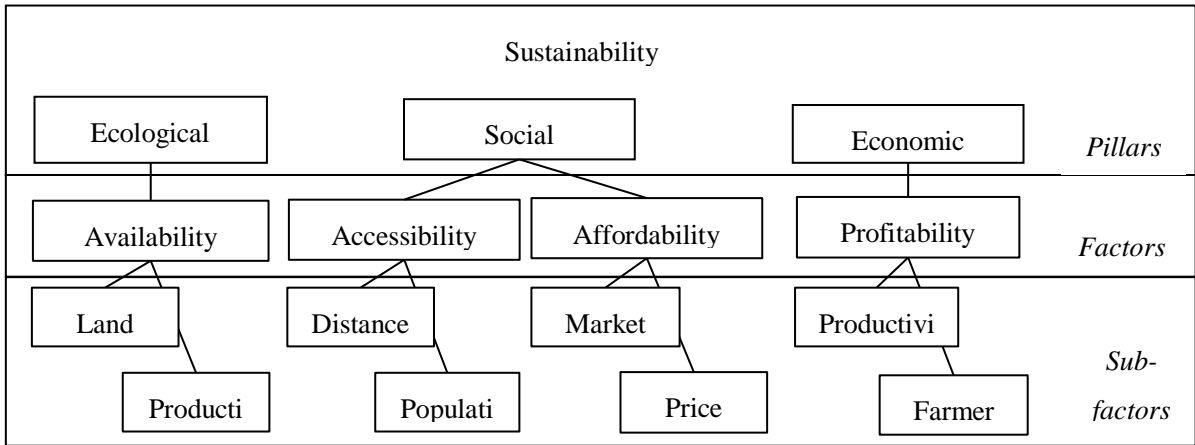 Sustainability
Ecological
Social
Economic
Pillars
Availability
Accessibility
Affordability
Profitability
Factors
Land
Distance
Market
Productivi
Sub-
factors
Producti
Populati
Price
Farmer